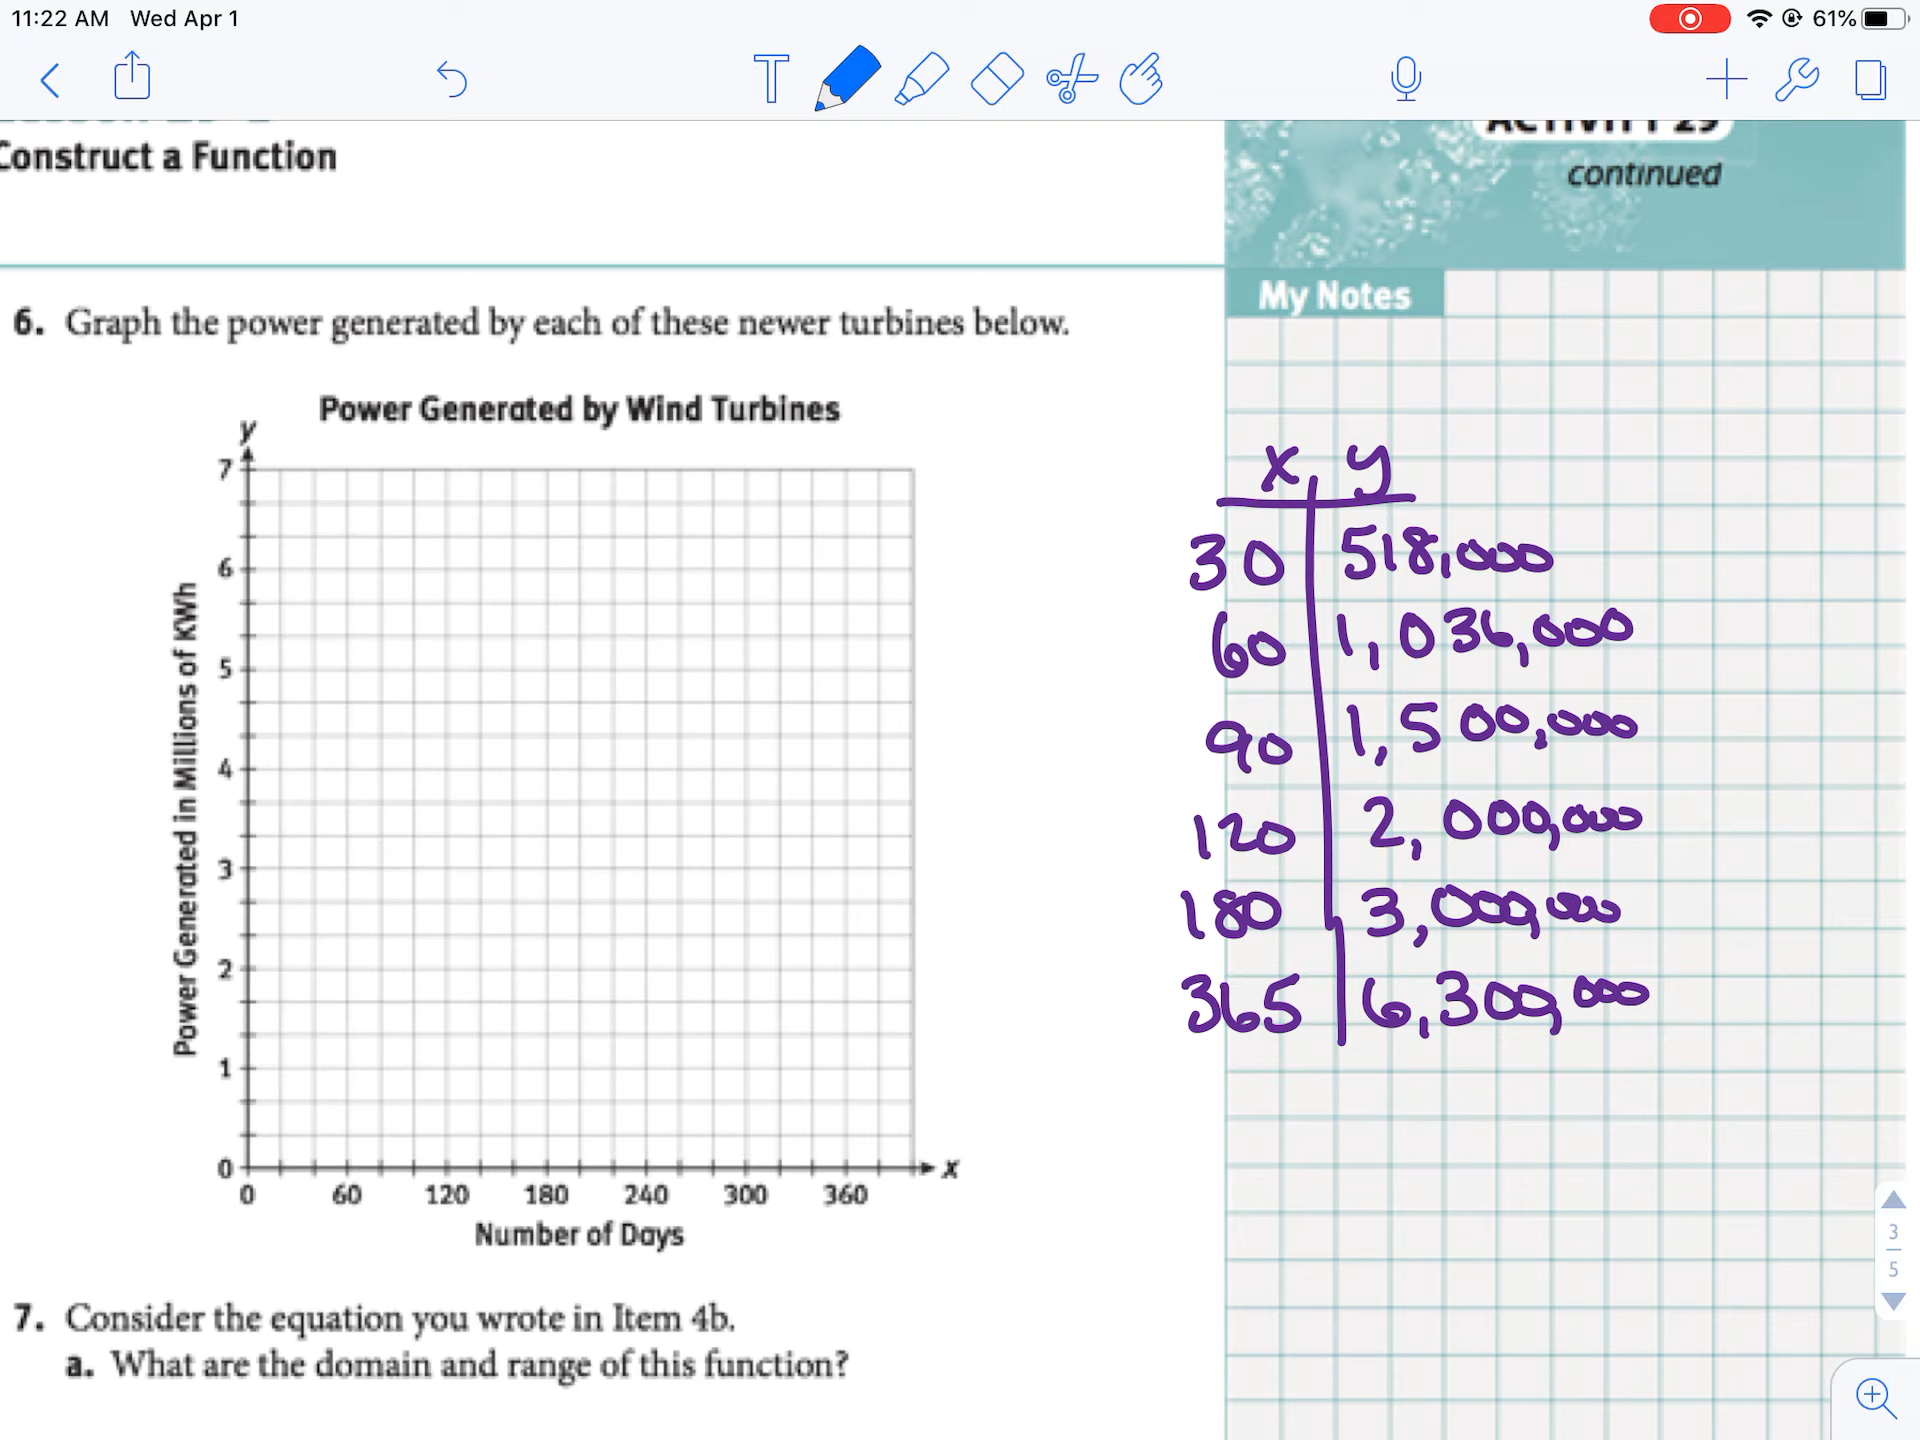 11:22 AM Wed Apr 1
61%
T
Construct a Function
continued
My Notes
6. Graph the power generated by each of these newer turbines below.
Power Generated by Wind Turbines
y
7
6
5
4
3
2
1
0
Power Generated in Millions of KWh
0 60 120 180 240 300 360
x
Number of Days
x y
30 518,000
60 1,036,000
90 1,500,000
120 2,000,000
180 3,000,000
365 6,300,000
7. Consider the equation you wrote in Item 4b.
a. What are the domain and range of this function?
3
5